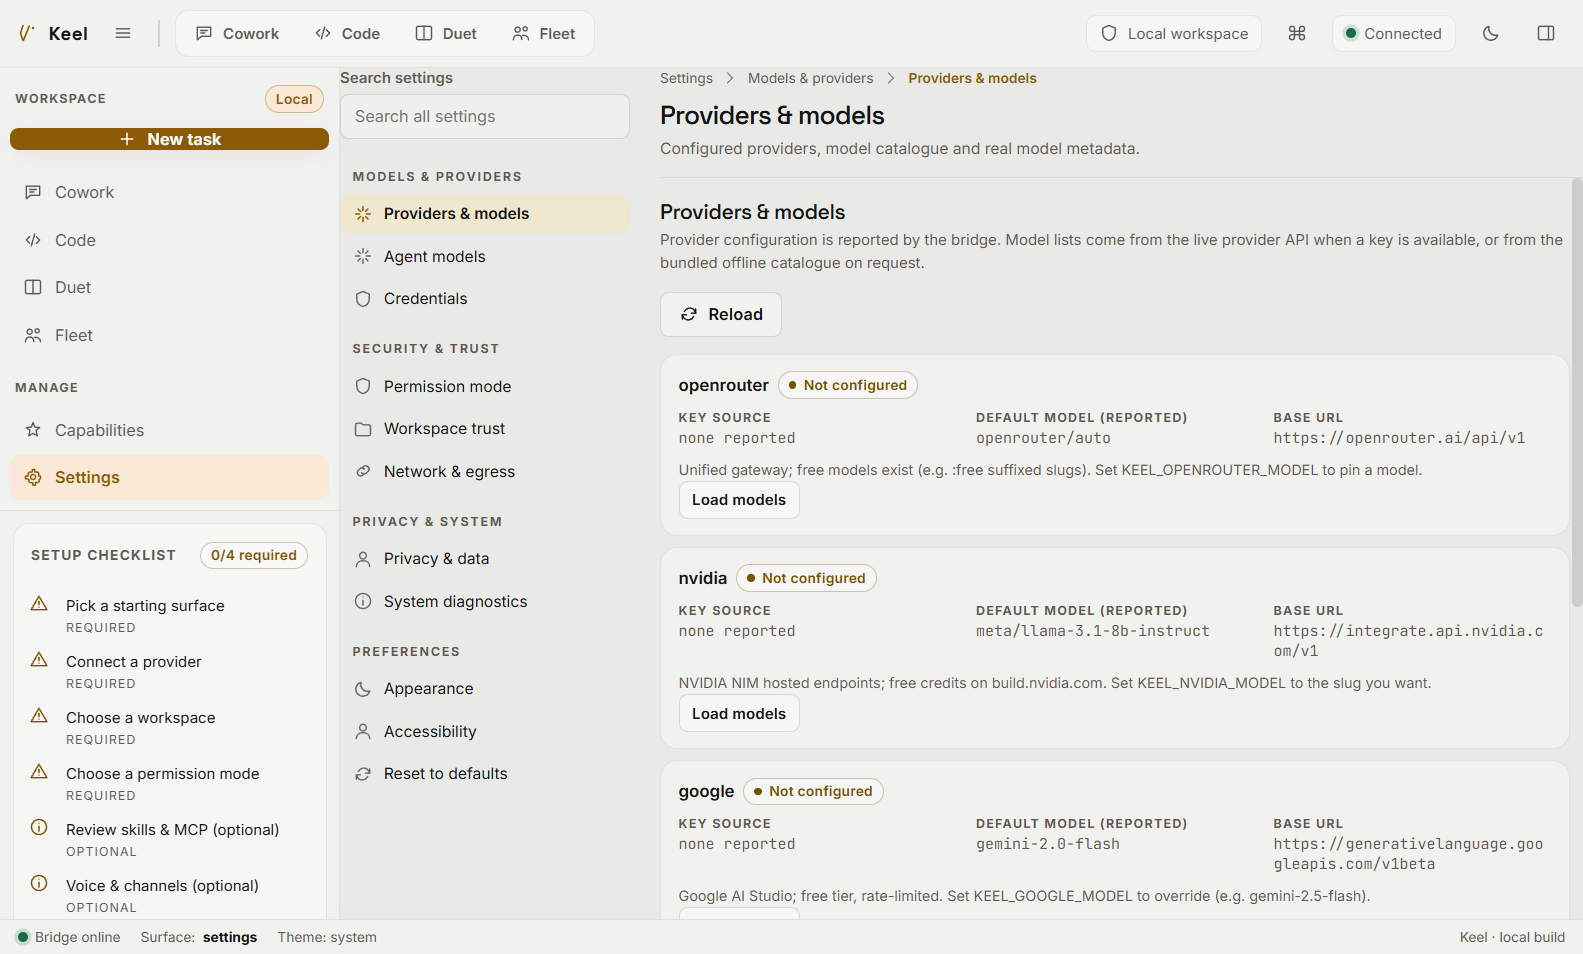 Keel
Cowork
Code
Duet
Fleet
Local workspace
Connected
WORKSPACE
Local
New task
Cowork
Code
Duet
Fleet
MANAGE
Capabilities
Settings
SETUP CHECKLIST
0/4 required
Pick a starting surface
REQUIRED
Connect a provider
REQUIRED
Choose a workspace
REQUIRED
Choose a permission mode
REQUIRED
Review skills & MCP (optional)
OPTIONAL
Voice & channels (optional)
OPTIONAL
Search settings
Search all settings
MODELS & PROVIDERS
Providers & models
Agent models
Credentials
SECURITY & TRUST
Permission mode
Workspace trust
Network & egress
PRIVACY & SYSTEM
Privacy & data
System diagnostics
PREFERENCES
Appearance
Accessibility
Reset to defaults
Settings > Models & providers > Providers & models
Providers & models
Configured providers, model catalogue and real model metadata.
Providers & models
Provider configuration is reported by the bridge. Model lists come from the live provider API when a key is available, or from the
bundled offline catalogue on request.
Reload
openrouter
Not configured
KEY SOURCE
none reported
DEFAULT MODEL (REPORTED)
openrouter/auto
BASE URL
https://openrouter.ai/api/v1
Unified gateway; free models exist (e.g. :free suffixed slugs). Set KEEL_OPENROUTER_MODEL to pin a model.
Load models
nvidia
Not configured
KEY SOURCE
none reported
DEFAULT MODEL (REPORTED)
meta/llama-3.1-8b-instruct
BASE URL
https://integrate.api.nvidia.c
om/v1
NVIDIA NIM hosted endpoints; free credits on build.nvidia.com. Set KEEL_NVIDIA_MODEL to the slug you want.
Load models
google
Not configured
KEY SOURCE
none reported
DEFAULT MODEL (REPORTED)
gemini-2.0-flash
BASE URL
https://generativelanguage.goo
gleapis.com/v1beta
Google AI Studio; free tier, rate-limited. Set KEEL_GOOGLE_MODEL to override (e.g. gemini-2.5-flash).
Bridge online
Surface: settings
Theme: system
Keel · local build